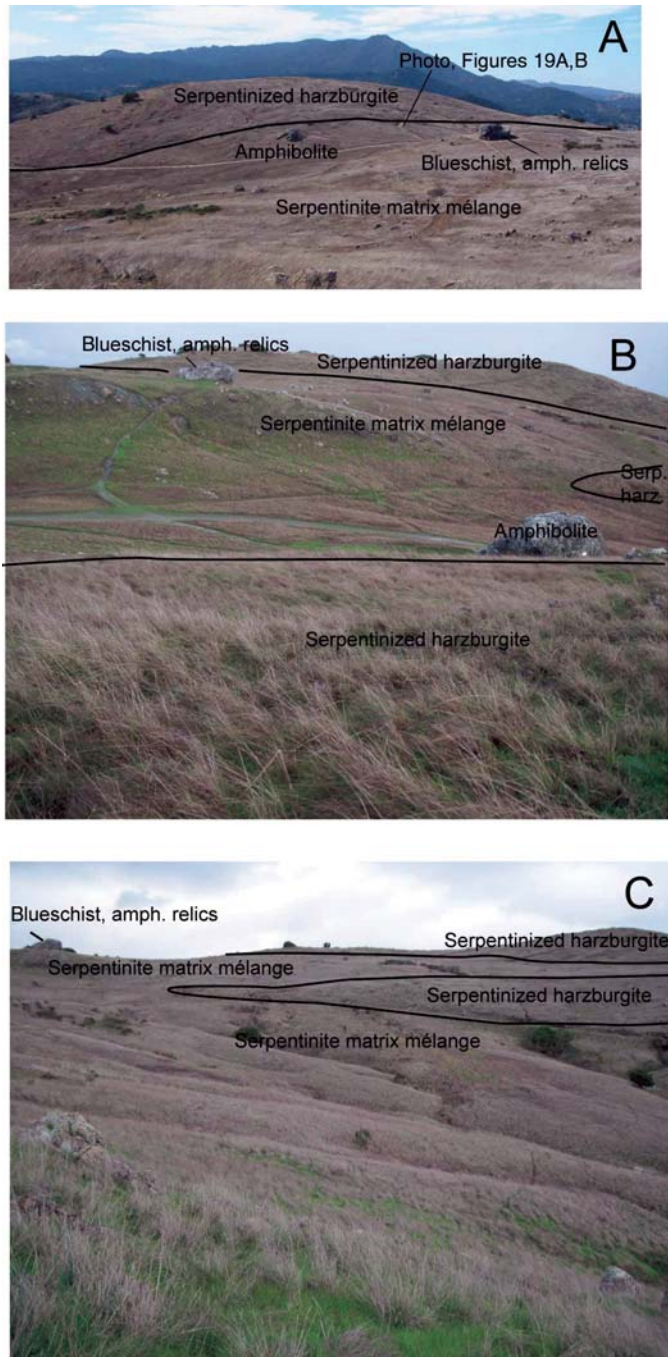 A
Photo, Figures 19A,B
Serpentinized harzburgite
Amphibolite
Blueschist, amph. relics
Serpentinite matrix mélange
B
Blueschist, amph. relics
Serpentinized harzburgite
Serpentinite matrix mélange
Serp.
harz.
Amphibolite
Serpentinized harzburgite
C
Blueschist, amph. relics
Serpentinized harzburgite
Serpentinite matrix mélange
Serpentinized harzburgite
Serpentinite matrix mélange